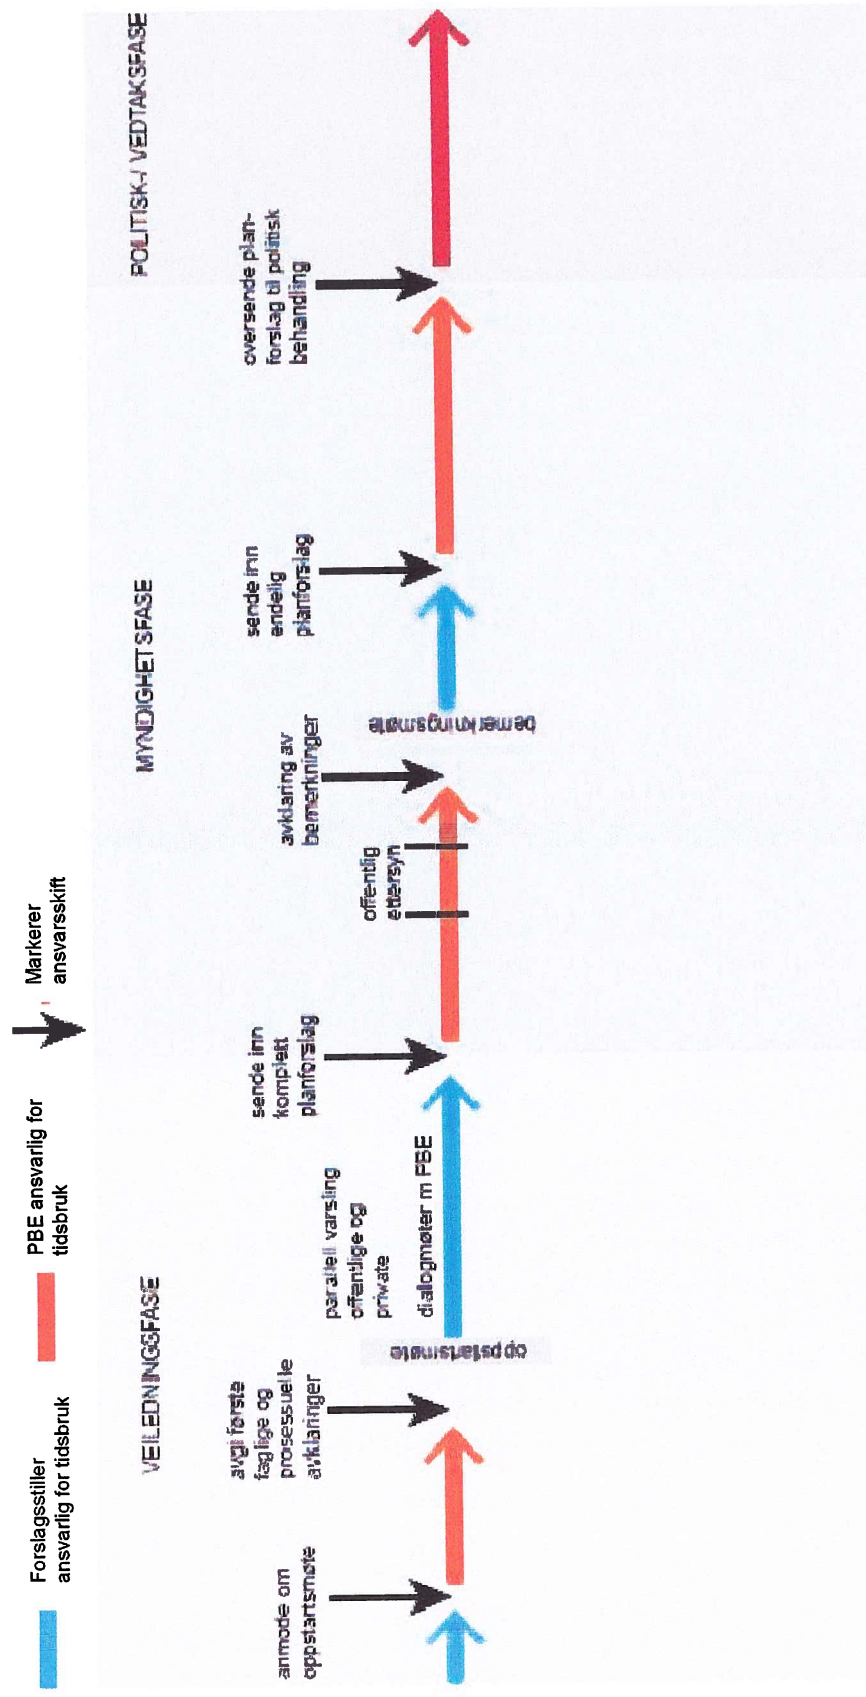 Forslagsstiller
ansvarlig for tidsbruk
PBE ansvarlig for
tidsbruk
Markerer
ansvarsskift
VEILEDNINGSFASE
MYNDIGHETSFASE
POLITISK-/ VEDTAKSFASE
anmode om
oppstartsmøte
avgi første
faglige og
prosessuelle
avklaringer
oppstartsmøte
parallell varsling
offentlige og
private
dialogmøter m PBE
sende inn
komplett
planforslag
offentlig
ettersyn
avklaring av
bemerkninger
bemerkningsmøte
sende inn
endelig
planforslag
oversende plan-
forslag til politisk
behandling